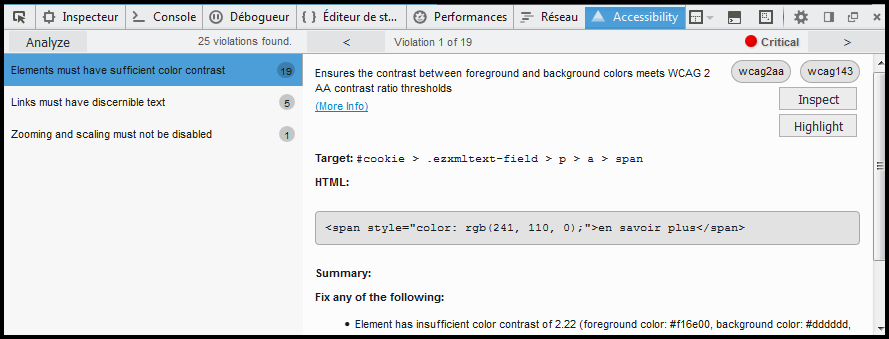 Inspecteur Console Débogueur Éditeur de st... Performances Réseau Accessibility
Analyze 25 violations found. < Violation 1 of 19 Critical >
Elements must have sufficient color contrast 19
Links must have discernible text 5
Zooming and scaling must not be disabled 1
Ensures the contrast between foreground and background colors meets WCAG 2
AA contrast ratio thresholds
(More Info)
wcag2aa wcag143
Inspect
Highlight
Target: #cookie > .ezxmltext-field > p > a > span
HTML:
<span style="color: rgb(241, 110, 0);">en savoir plus</span>
Summary:
Fix any of the following:
• Element has insufficient color contrast of 2.22 (foreground color: #f16e00, background color: #dddddd,